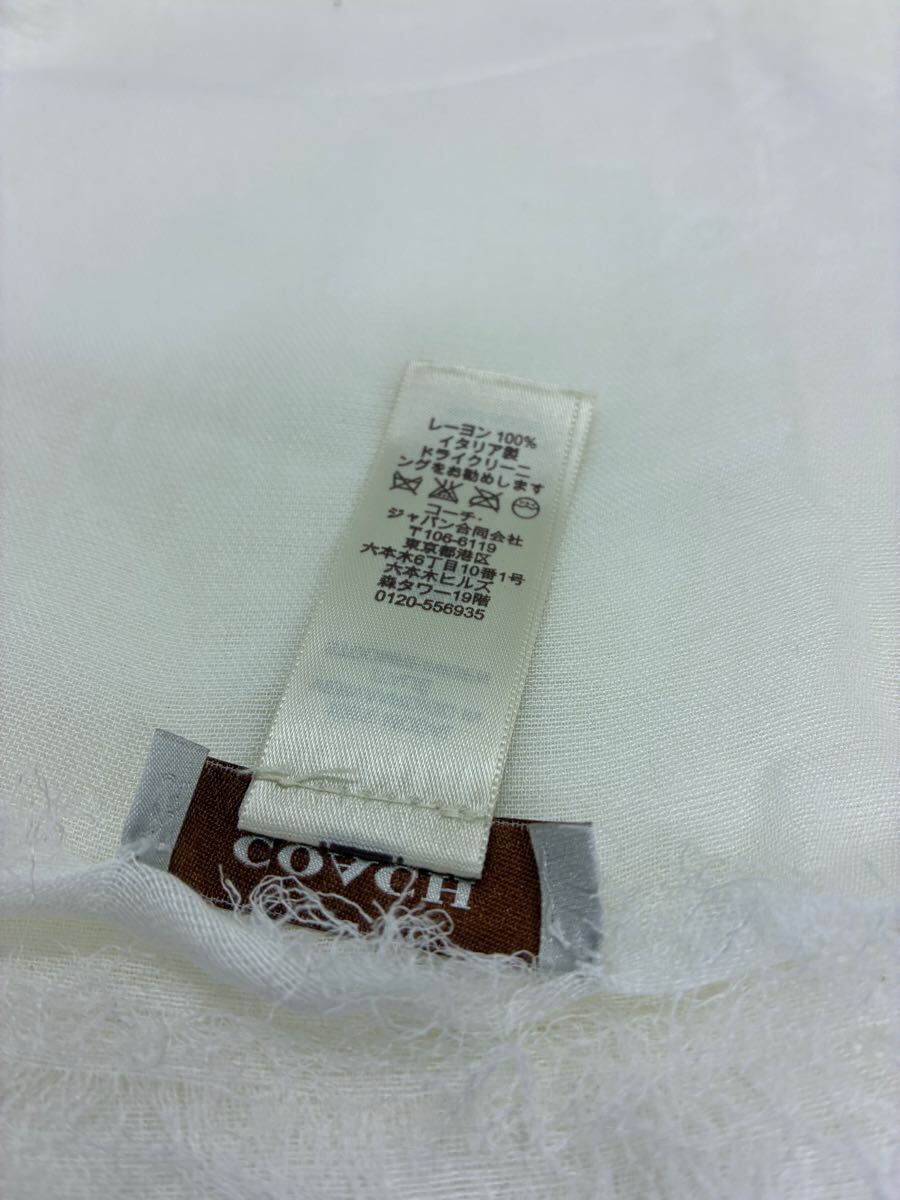 レーヨン 100%
イタリア製
ドライクリーニ
ングをお勧めします
コーチ・
ジャパン合同会社
〒106-6119
東京都港区
六本木6丁目10番1号
六本木ヒルズ
森タワー19階
0120-556935
COACH